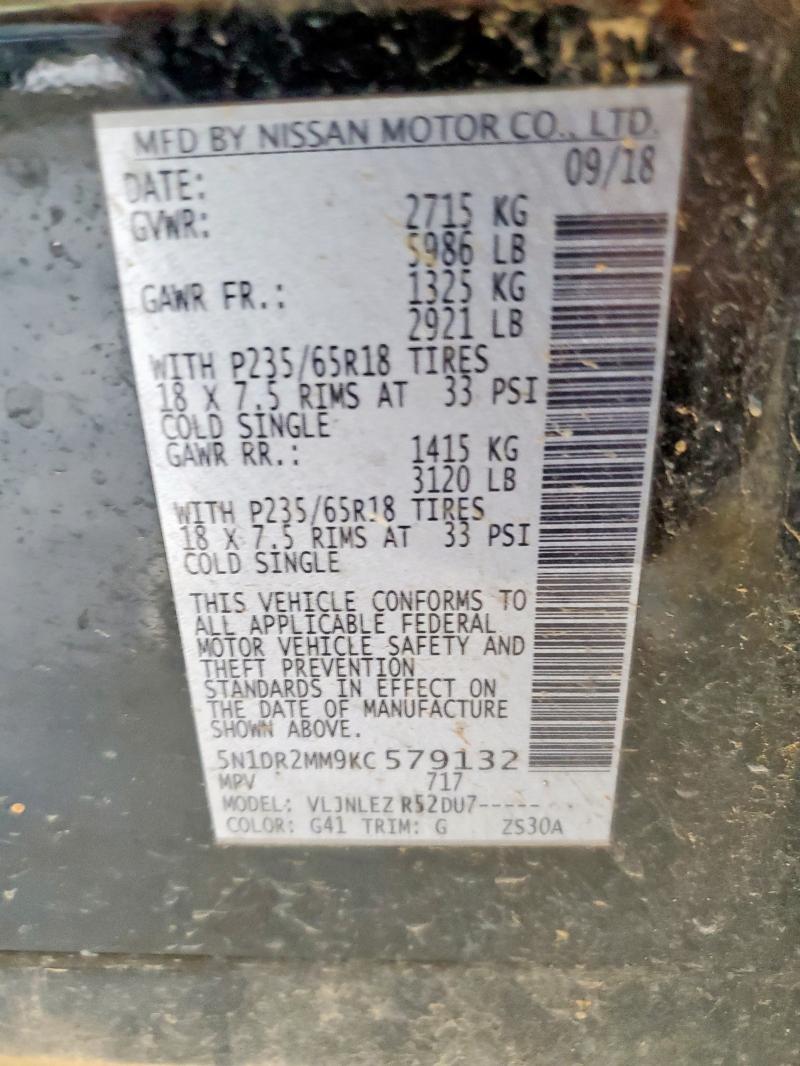 MFD BY NISSAN MOTOR CO., LTD.
DATE: 09/18
GVWR: 2715 KG
5986 LB
GAWR FR.: 1325 KG
2921 LB
WITH P235/65R18 TIRES
18 X 7.5 RIMS AT 33 PSI
COLD SINGLE
GAWR RR.: 1415 KG
3120 LB
WITH P235/65R18 TIRES
18 X 7.5 RIMS AT 33 PSI
COLD SINGLE
THIS VEHICLE CONFORMS TO
ALL APPLICABLE FEDERAL
MOTOR VEHICLE SAFETY AND
THEFT PREVENTION
STANDARDS IN EFFECT ON
THE DATE OF MANUFACTURE
SHOWN ABOVE.
5N1DR2MM9KC 579132
MPV 717
MODEL: VLJNLEZ R52DU7-----
COLOR: G41 TRIM: G ZS30A